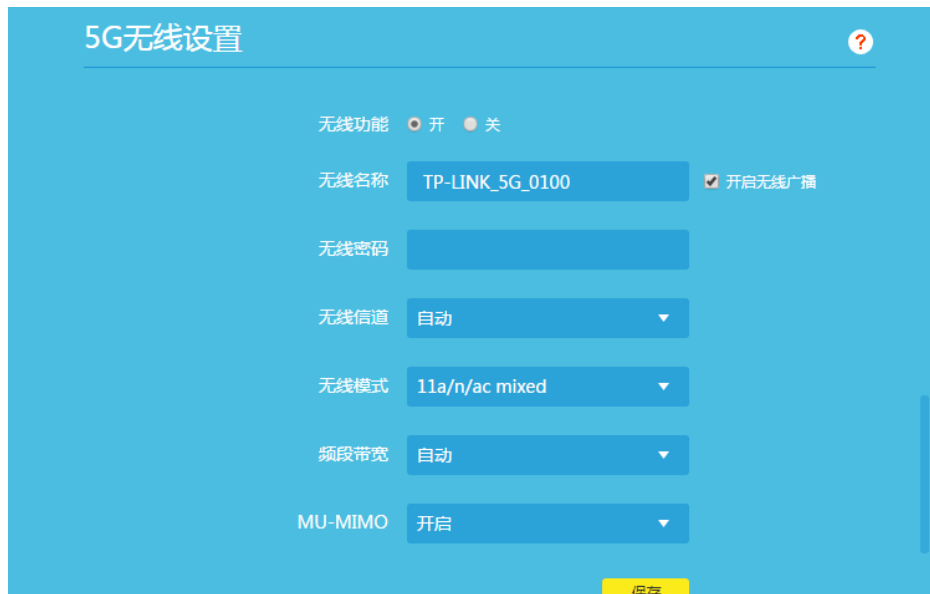 5G无线设置
?
无线功能 开 关
无线名称 TP-LINK_5G_0100 开启无线广播
无线密码
无线信道 自动
无线模式 11a/n/ac mixed
频段带宽 自动
MU-MIMO 开启
保存